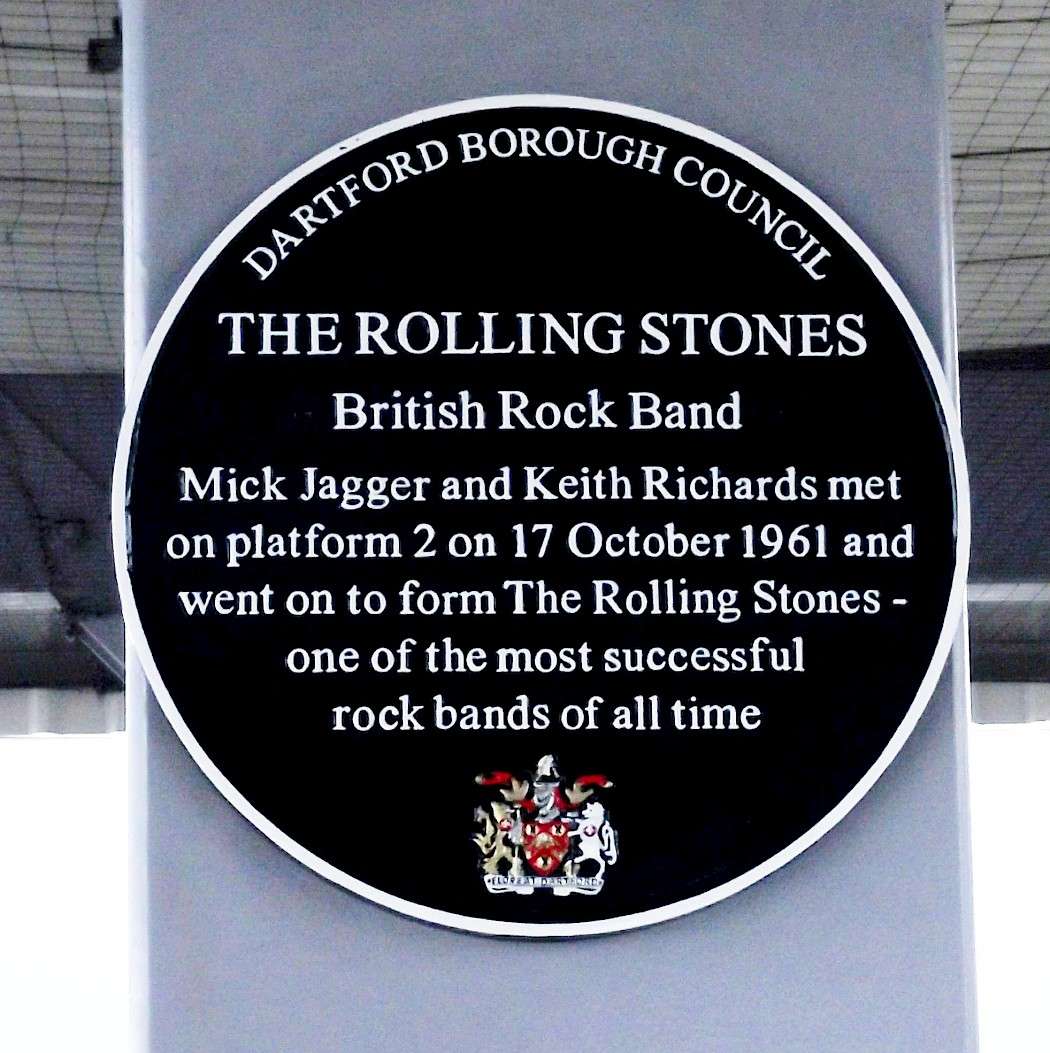 DARTFORD BOROUGH COUNCIL
THE ROLLING STONES
British Rock Band
Mick Jagger and Keith Richards met
on platform 2 on 17 October 1961 and
went on to form The Rolling Stones -
one of the most successful
rock bands of all time
FLOREAT DARTFORD